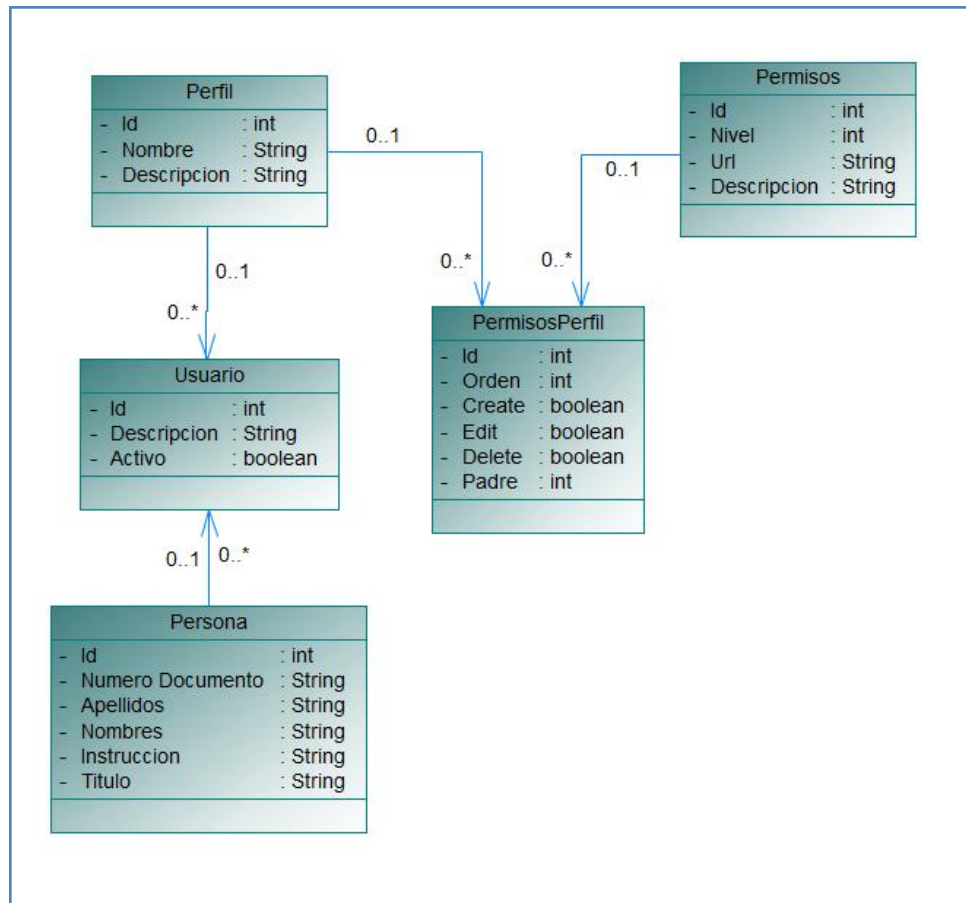 Perfil
- Id : int
- Nombre : String
- Descripcion : String
Permisos
- Id : int
- Nivel : int
- Url : String
- Descripcion : String
0..1
0..1
0..*
0..*
0..1
0..*
PermisosPerfil
- Id : int
- Orden : int
- Create : boolean
- Edit : boolean
- Delete : boolean
- Padre : int
Usuario
- Id : int
- Descripcion : String
- Activo : boolean
0..1 0..*
Persona
- Id : int
- Numero Documento : String
- Apellidos : String
- Nombres : String
- Instruccion : String
- Titulo : String